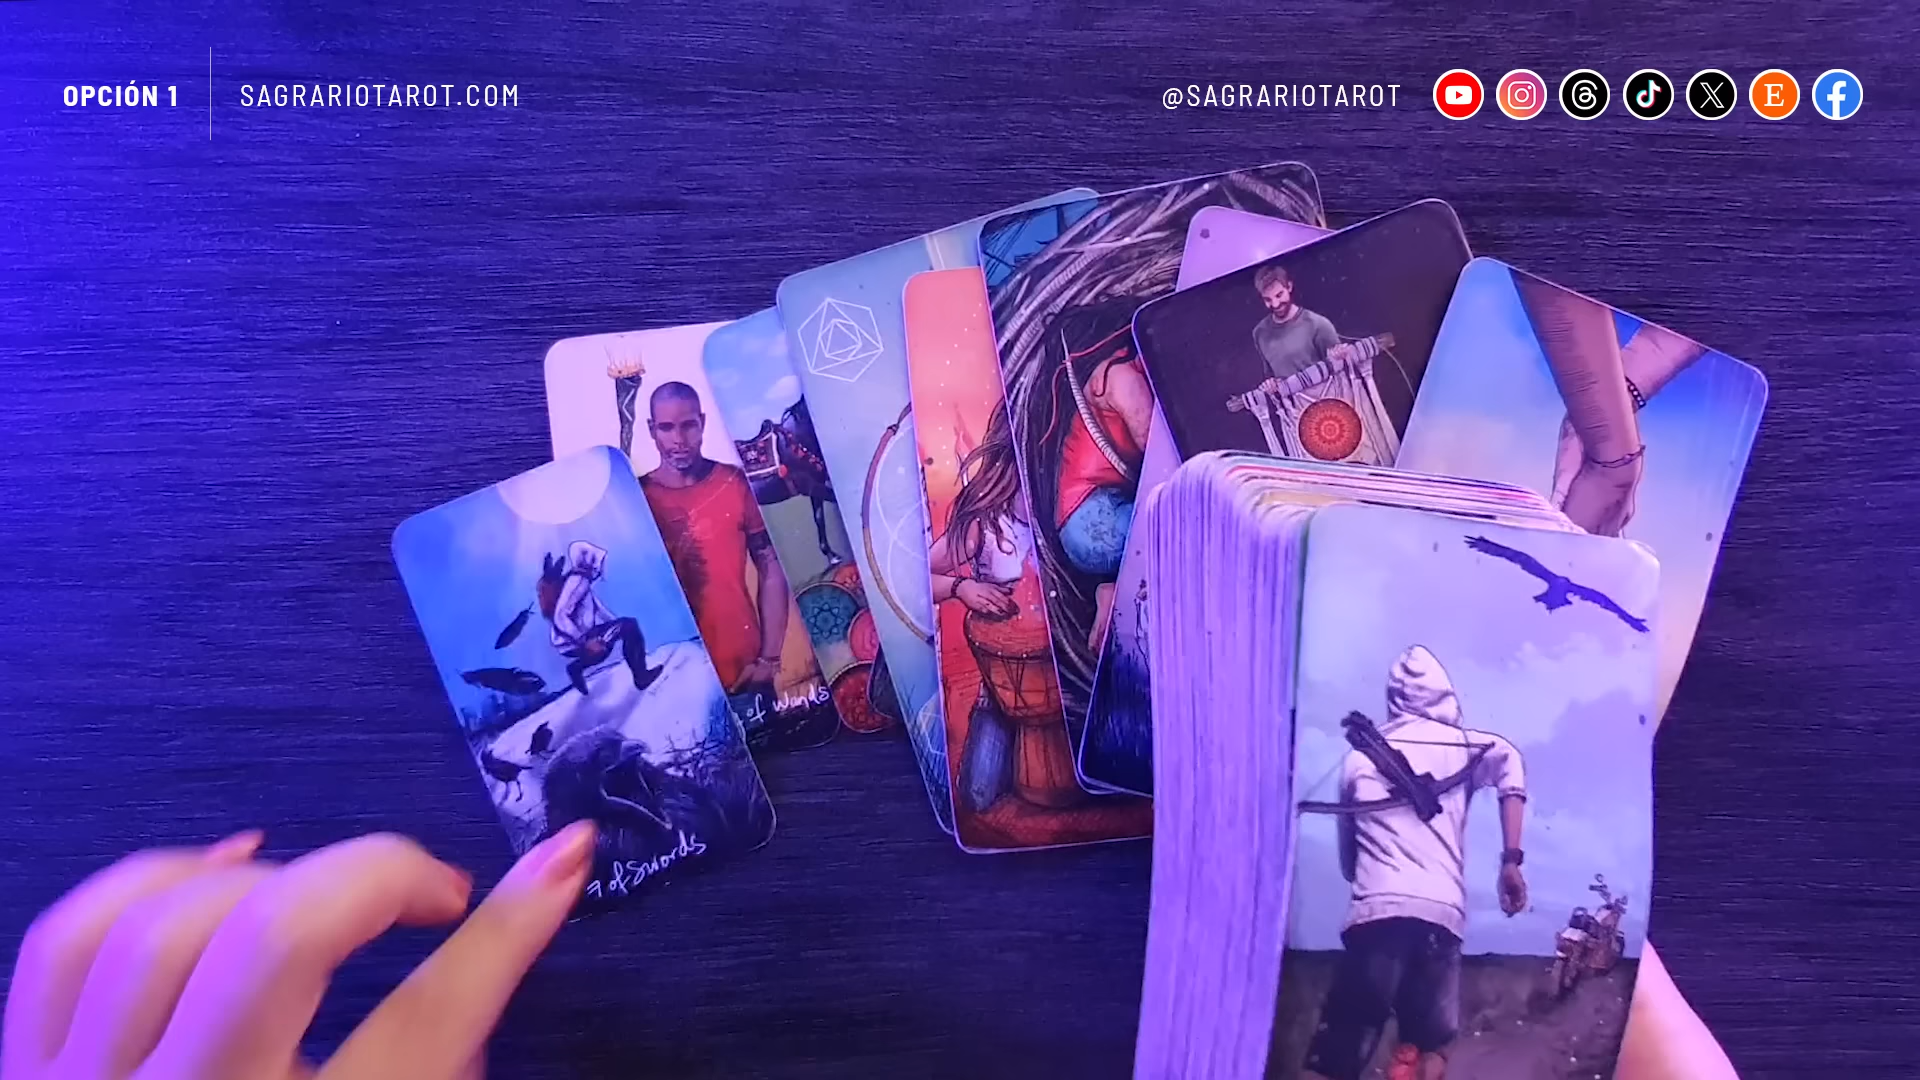 OPCIÓN 1
SAGRARIOTAROT.COM
@SAGRARIOTAROT
of Wands
7 of Swords